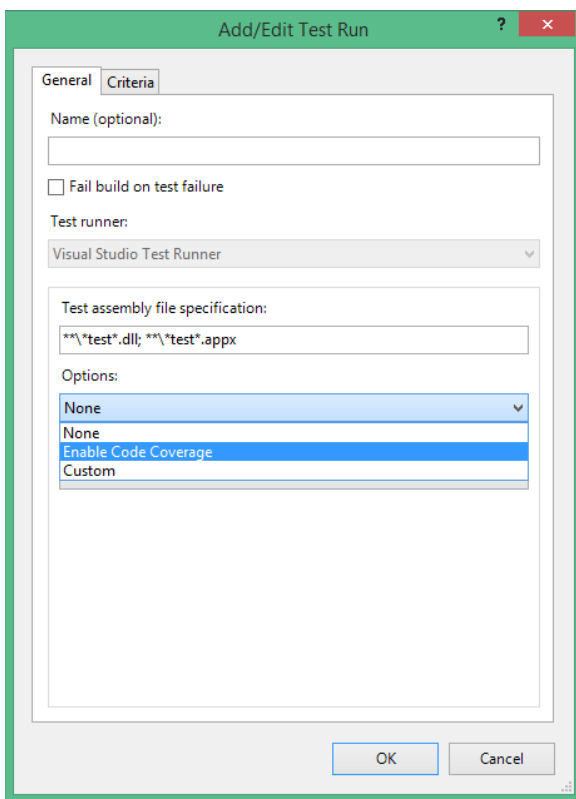 Add/Edit Test Run
?
General Criteria
Name (optional):
Fail build on test failure
Test runner:
Visual Studio Test Runner
Test assembly file specification:
**\*test*.dll; **\*test*.appx
Options:
None
None
Enable Code Coverage
Custom
OK Cancel